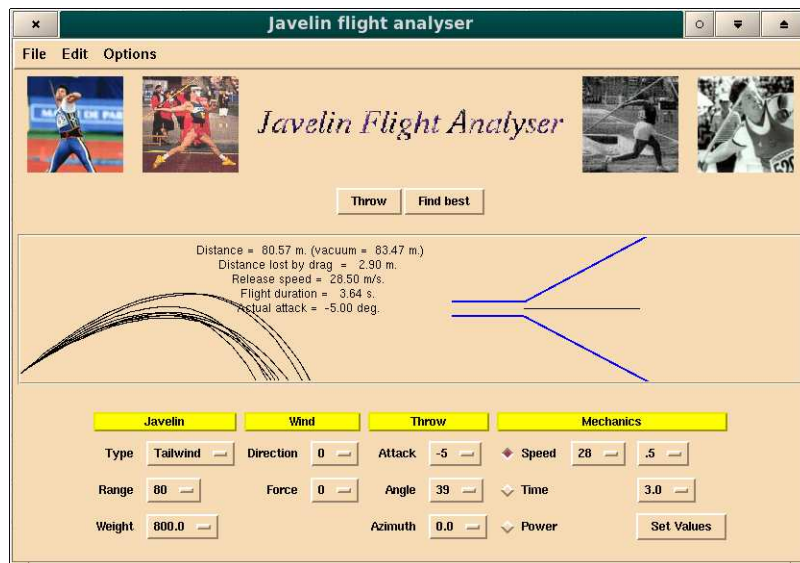 Javelin flight analyser
File Edit Options
Javelin Flight Analyser
Throw Find best
Distance = 80.57 m. (vacuum = 83.47 m.)
Distance lost by drag = 2.90 m.
Release speed = 28.50 m/s.
Flight duration = 3.64 s.
Actual attack = -5.00 deg.
Javelin Wind Throw Mechanics
Type Tailwind Direction 0 Attack -5 Speed 28 .5
Range 80 Force 0 Angle 39 Time 3.0
Weight 800.0 Azimuth 0.0 Power Set Values